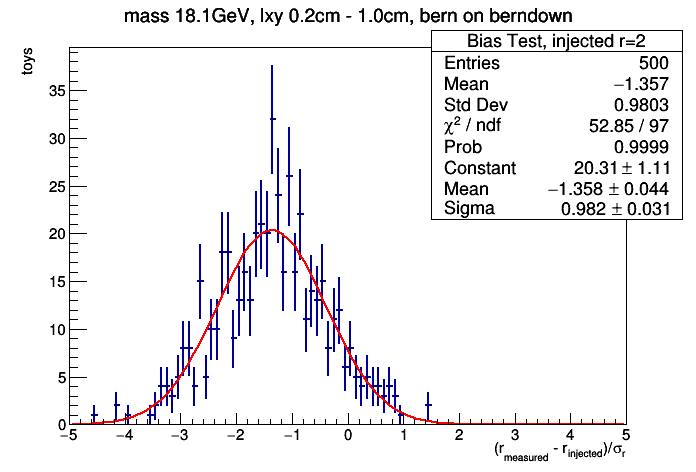 mass 18.1GeV, lxy 0.2cm - 1.0cm, bern on berndown
Bias Test, injected r=2
Entries 500
Mean −1.357
Std Dev 0.9803
χ² / ndf 52.85 / 97
Prob 0.9999
Constant 20.31 ± 1.11
Mean −1.358 ± 0.044
Sigma 0.982 ± 0.031
toys
35
30
25
20
15
10
5
0
−5 −4 −3 −2 −1 0 1 2 3 4 5
(r_measured - r_injected)/σ_r